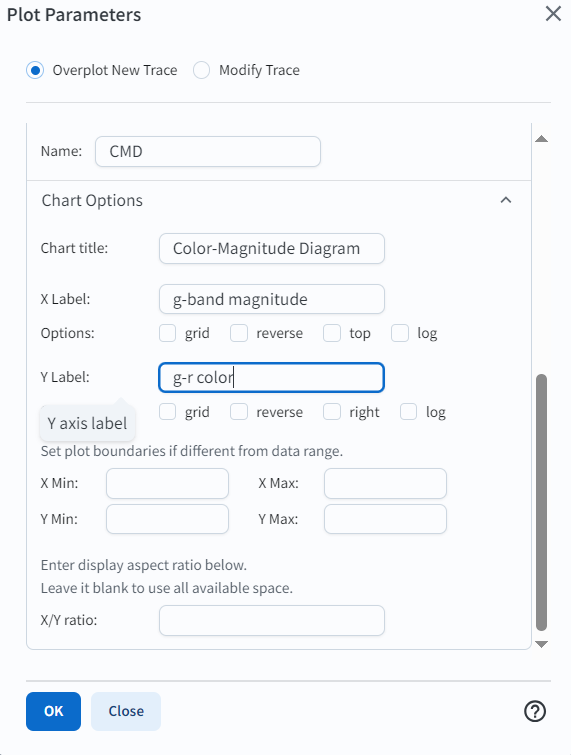 Plot Parameters
Overplot New Trace Modify Trace
Name: CMD
Chart Options
Chart title: Color-Magnitude Diagram
X Label: g-band magnitude
Options: grid reverse top log
Y Label: g-r color
grid reverse right log
Y axis label
Set plot boundaries if different from data range.
X Min: X Max:
Y Min: Y Max:
Enter display aspect ratio below.
Leave it blank to use all available space.
X/Y ratio:
OK Close